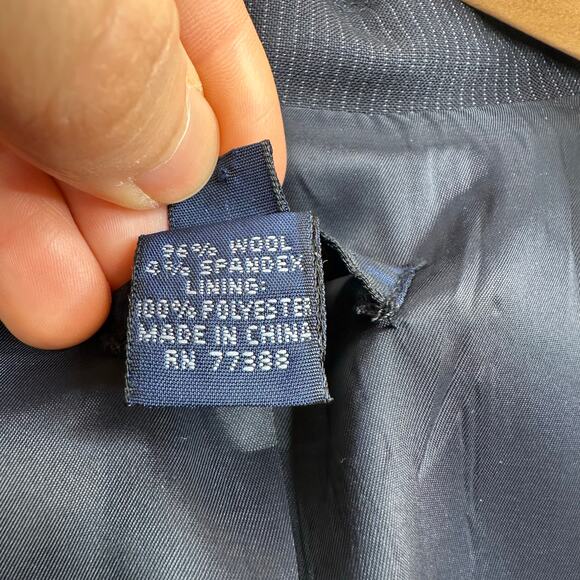 96% WOOL
4% SPANDEX
LINING:
100% POLYESTER
MADE IN CHINA
RN 77388